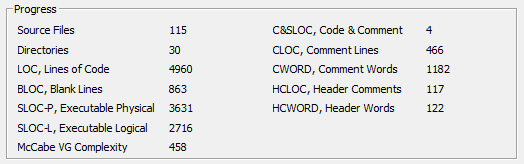 Progress
Source Files 115 C&SLOC, Code & Comment 4
Directories 30 CLOC, Comment Lines 466
LOC, Lines of Code 4960 CWORD, Comment Words 1182
BLOC, Blank Lines 863 HCLOC, Header Comments 117
SLOC-P, Executable Physical 3631 HCWORD, Header Words 122
SLOC-L, Executable Logical 2716
McCabe VG Complexity 458